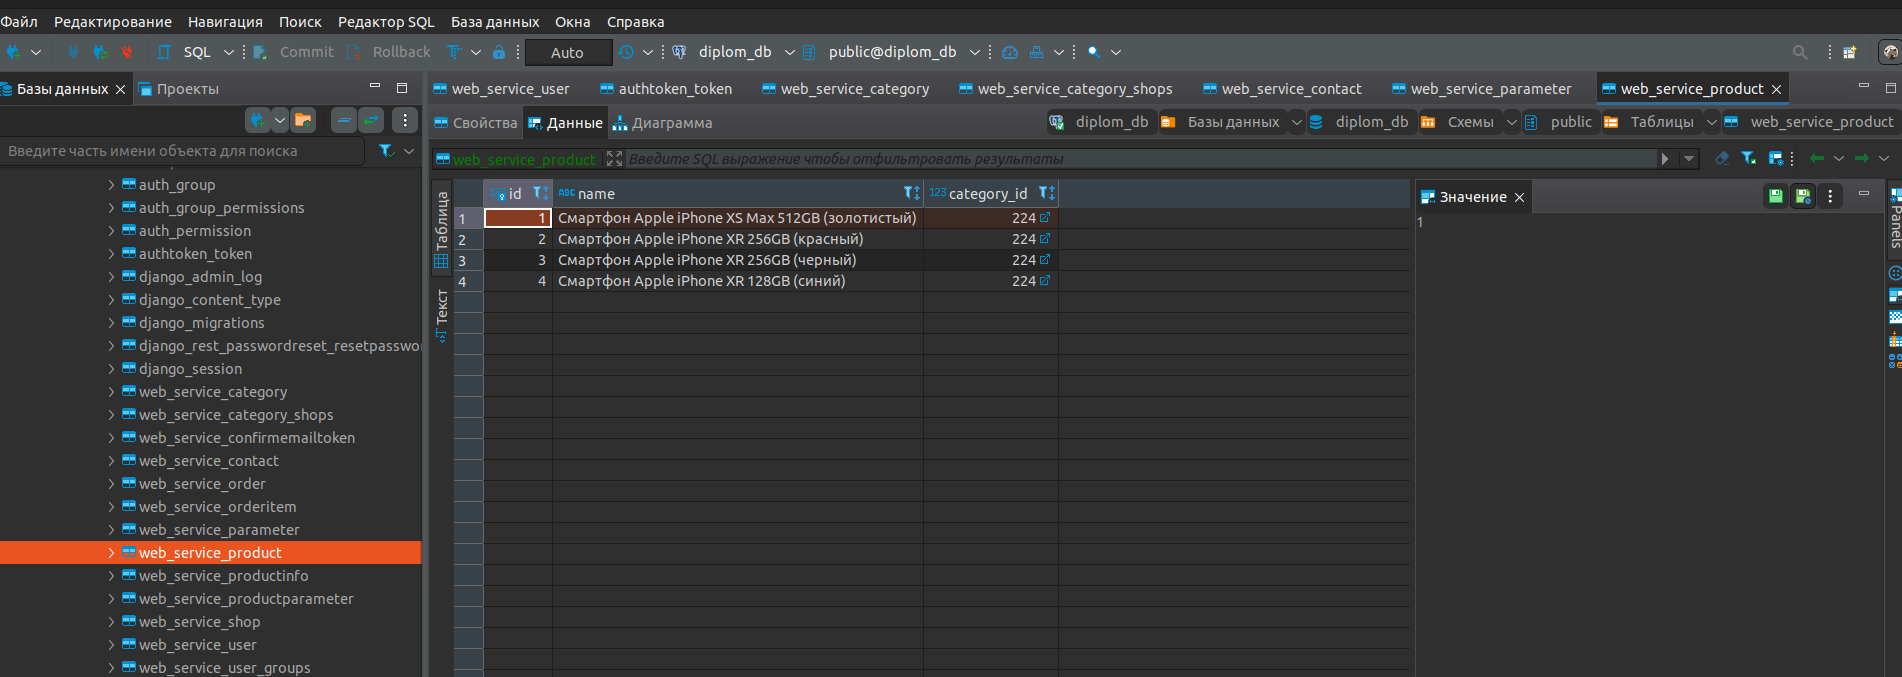 Файл Редактирование Навигация Поиск Редактор SQL База данных Окна Справка
SQL Commit Rollback Auto diplom_db public@diplom_db
Базы данных Проекты
web_service_user authtoken_token web_service_category web_service_category_shops web_service_contact web_service_parameter web_service_product
Свойства Данные Диаграмма
diplom_db Базы данных diplom_db Схемы public Таблицы web_service_product
Введите часть имени объекта для поиска
web_service_product Введите SQL выражение чтобы отфильтровать результаты
auth_group
auth_group_permissions
auth_permission
authtoken_token
django_admin_log
django_content_type
django_migrations
django_rest_passwordreset_resetpasswor
django_session
web_service_category
web_service_category_shops
web_service_confirmemailtoken
web_service_contact
web_service_order
web_service_orderitem
web_service_parameter
web_service_product
web_service_productinfo
web_service_productparameter
web_service_shop
web_service_user
web_service_user_groups
Таблица
Текст
123 id ABC name 123 category_id
1 1 Смартфон Apple iPhone XS Max 512GB (золотистый) 224
2 2 Смартфон Apple iPhone XR 256GB (красный) 224
3 3 Смартфон Apple iPhone XR 256GB (черный) 224
4 4 Смартфон Apple iPhone XR 128GB (синий) 224
Значение
1
Panels